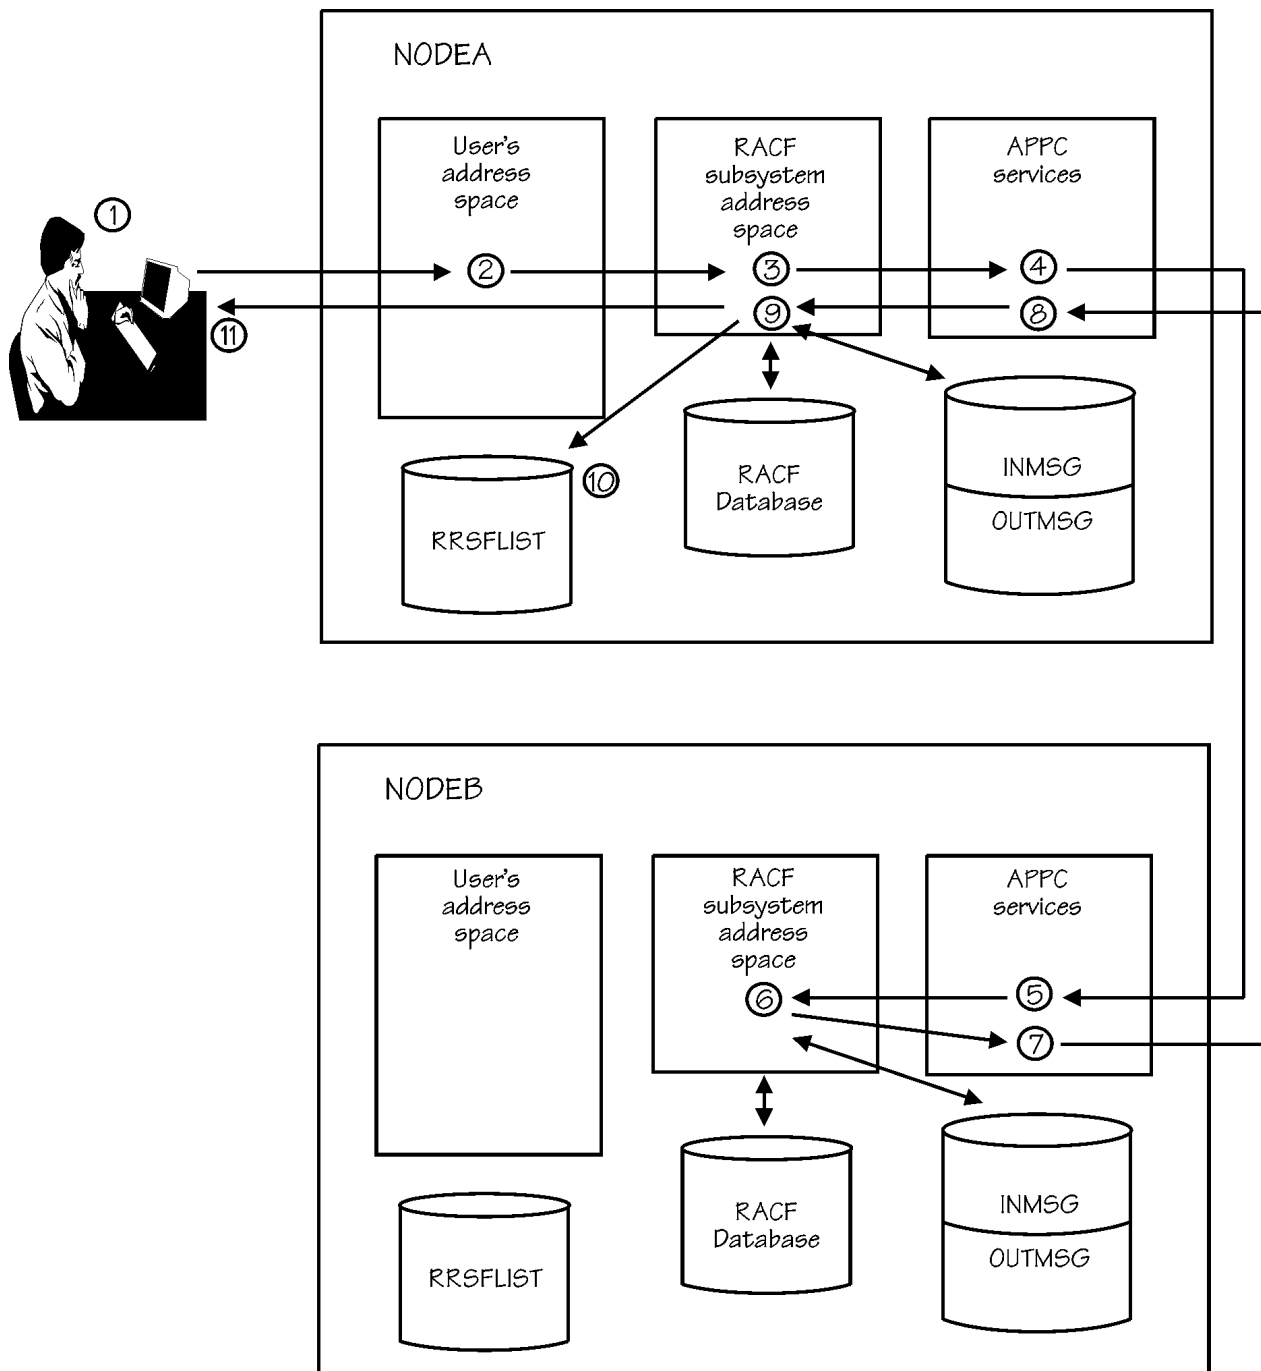 NODEA
User's
address
space
RACF
subsystem
address
space
APPC
services
1
2
3
4
9
8
11
10
RRSFLIST
RACF
Database
INMSG
OUTMSG
NODEB
User's
address
space
RACF
subsystem
address
space
APPC
services
6
5
7
RRSFLIST
RACF
Database
INMSG
OUTMSG